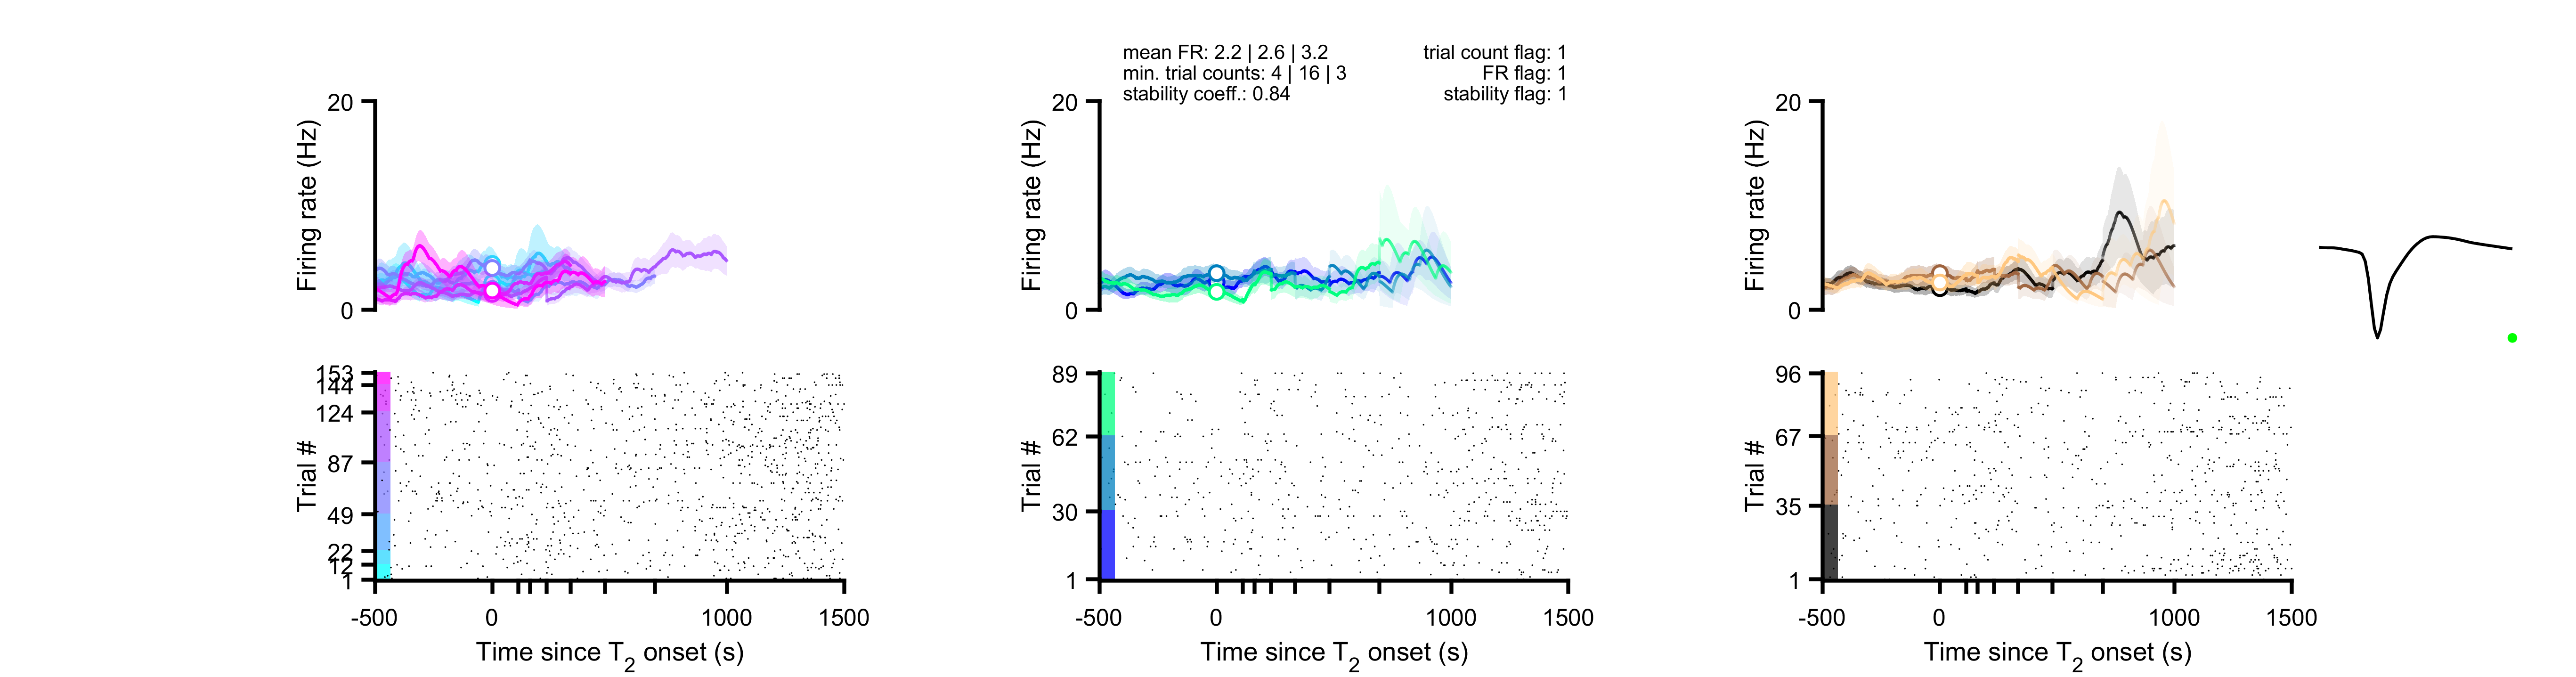 mean FR: 2.2 | 2.6 | 3.2
min. trial counts: 4 | 16 | 3
stability coeff.: 0.84
trial count flag: 1
FR flag: 1
stability flag: 1
20
0
Firing rate (Hz)
20
0
Firing rate (Hz)
20
0
Firing rate (Hz)
153
144
124
87
49
22
12
1
Trial #
-500
0
1000
1500
Time since T2 onset (s)
89
62
30
1
Trial #
-500
0
1000
1500
Time since T2 onset (s)
96
67
35
1
Trial #
-500
0
1000
1500
Time since T2 onset (s)